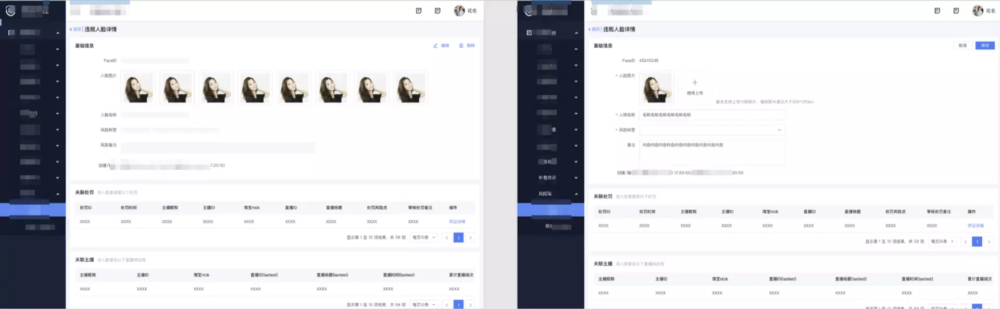 花名
返回 违规人脸详情
基础信息
编辑 删除
FaceID
人脸图片
人脸名称
风险标签
风险备注
创建/
7:20:10)
关联处罚
处罚ID 处罚时间 主播昵称 主播ID 淘宝nick 直播ID 直播标题 处罚风险点 审核处罚备注 操作
XXXX XXXX XXXX XXXX XXXX XXXX XXXX XXXX XXXX 存证详情
显示第 1 至 10 项结果，共 58 项 每页10条 1
关联主播 该人脸曾在以下直播间出现
主播昵称 主播ID 淘宝nick 直播ID(lastest) 直播标题(lastest) 直播时间(lastest) 累计直播场次
XXXX XXXX XXXX XXXX XXXX XXXX XXXX
显示第 1 至 10 项结果，共 58 项 每页10条 1
花名
控
查
急处
处置存证
风险库
敏
返回 违规人脸详情
基础信息
取消 保存
FaceID 45245245
* 人脸图片
继续上传
最多支持上传10张照片，每张照片建议大于200*200px
* 人脸名称 名称名称名称名称名称名称
* 风险标签
备注 内容内容内容内容内容内容内容内容内容内容
创建/编
17:20:10)/
20:10)
关联处罚
处罚ID 处罚时间 主播昵称 主播ID 淘宝nick 直播ID 直播标题 处罚风险点 审核处罚备注 操作
XXXX XXXX XXXX XXXX XXXX XXXX XXXX XXXX XXXX 存证详情
显示第 1 至 10 项结果，共 58 项 每页10条 1
关联主播 该人脸曾在以下直播间出现
主播昵称 主播ID 淘宝nick 直播ID(lastest) 直播标题(lastest) 直播时间(lastest) 累计直播场次
XXXX XXXX XXXX XXXX XXXX XXXX XXXX